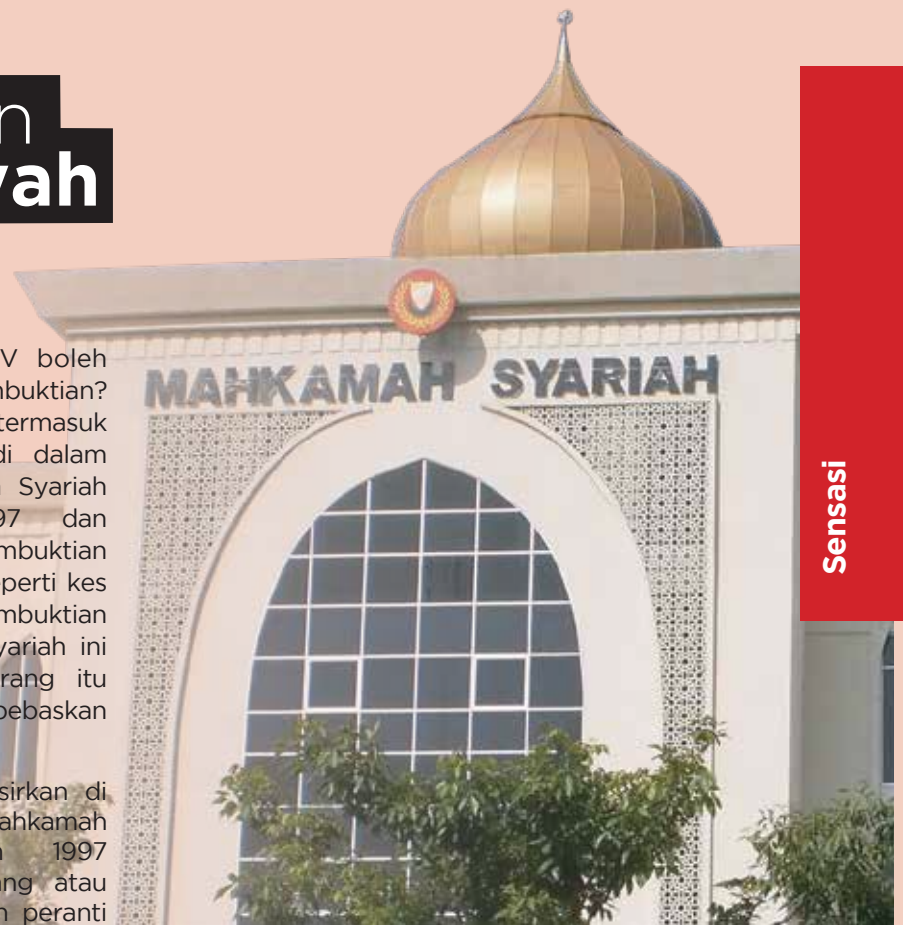 n
yah
V boleh
mbuktian?
termasuk
di dalam
Syariah
97 dan
mbuktian
perti kes
mbuktian
yariah ini
rang itu
bebaskan
sirkan di
ahkamah
n 1997
ang atau
n peranti
MAHKAMAH SYARIAH
Sensasi